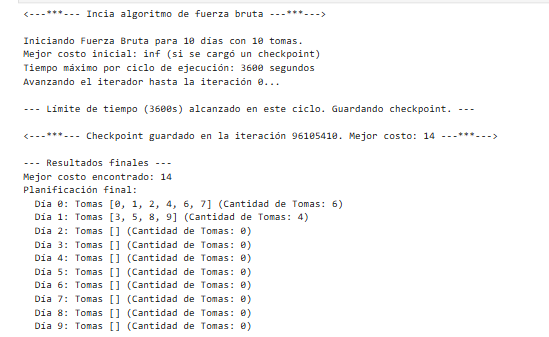 <---***--- Incia algoritmo de fuerza bruta ---***--->
Iniciando Fuerza Bruta para 10 días con 10 tomas.
Mejor costo inicial: inf (si se cargó un checkpoint)
Tiempo máximo por ciclo de ejecución: 3600 segundos
Avanzando el iterador hasta la iteración 0...
--- Límite de tiempo (3600s) alcanzado en este ciclo. Guardando checkpoint. ---
<---***--- Checkpoint guardado en la iteración 96105410. Mejor costo: 14 ---***--->
--- Resultados finales ---
Mejor costo encontrado: 14
Planificación final:
Día 0: Tomas [0, 1, 2, 4, 6, 7] (Cantidad de Tomas: 6)
Día 1: Tomas [3, 5, 8, 9] (Cantidad de Tomas: 4)
Día 2: Tomas [] (Cantidad de Tomas: 0)
Día 3: Tomas [] (Cantidad de Tomas: 0)
Día 4: Tomas [] (Cantidad de Tomas: 0)
Día 5: Tomas [] (Cantidad de Tomas: 0)
Día 6: Tomas [] (Cantidad de Tomas: 0)
Día 7: Tomas [] (Cantidad de Tomas: 0)
Día 8: Tomas [] (Cantidad de Tomas: 0)
Día 9: Tomas [] (Cantidad de Tomas: 0)